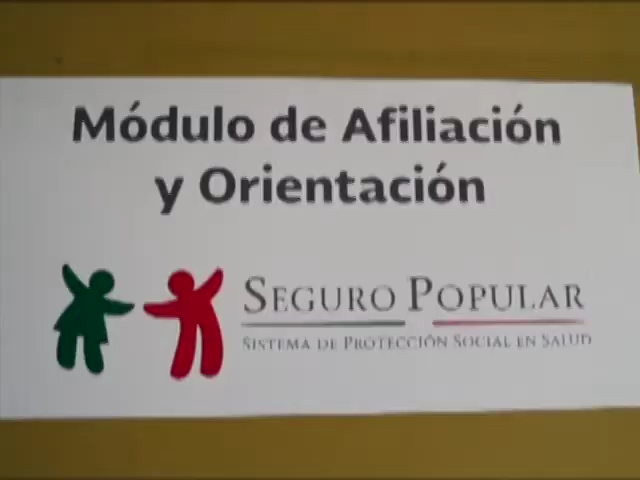 Módulo de Afiliación
y Orientación
SEGURO POPULAR
SISTEMA DE PROTECCIÓN SOCIAL EN SALUD